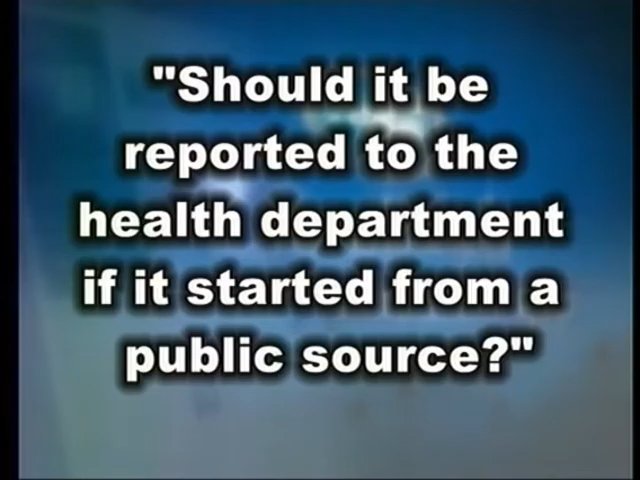 "Should it be
reported to the
health department
if it started from a
public source?"